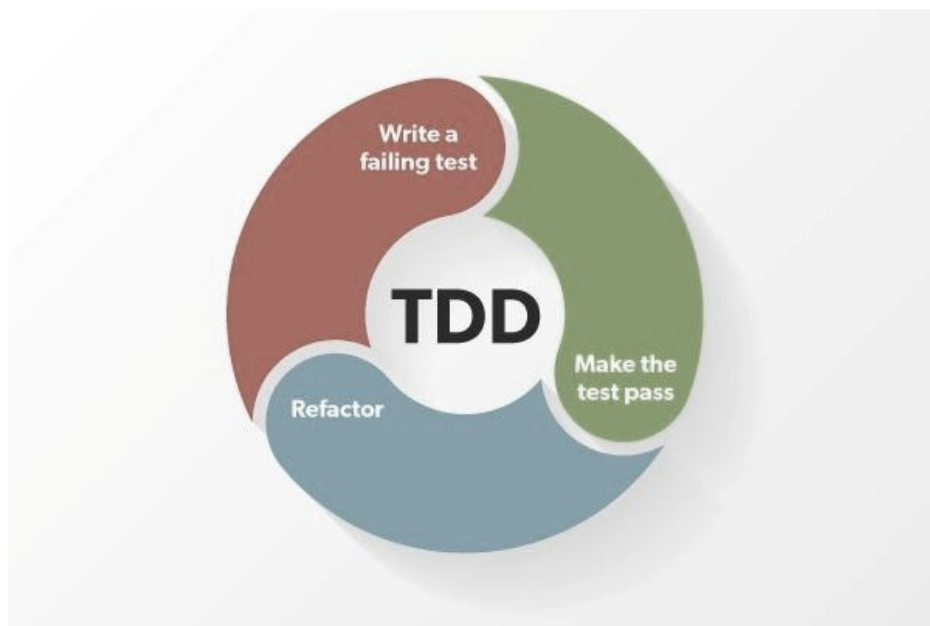 Write a
failing test
TDD
Make the
test pass
Refactor